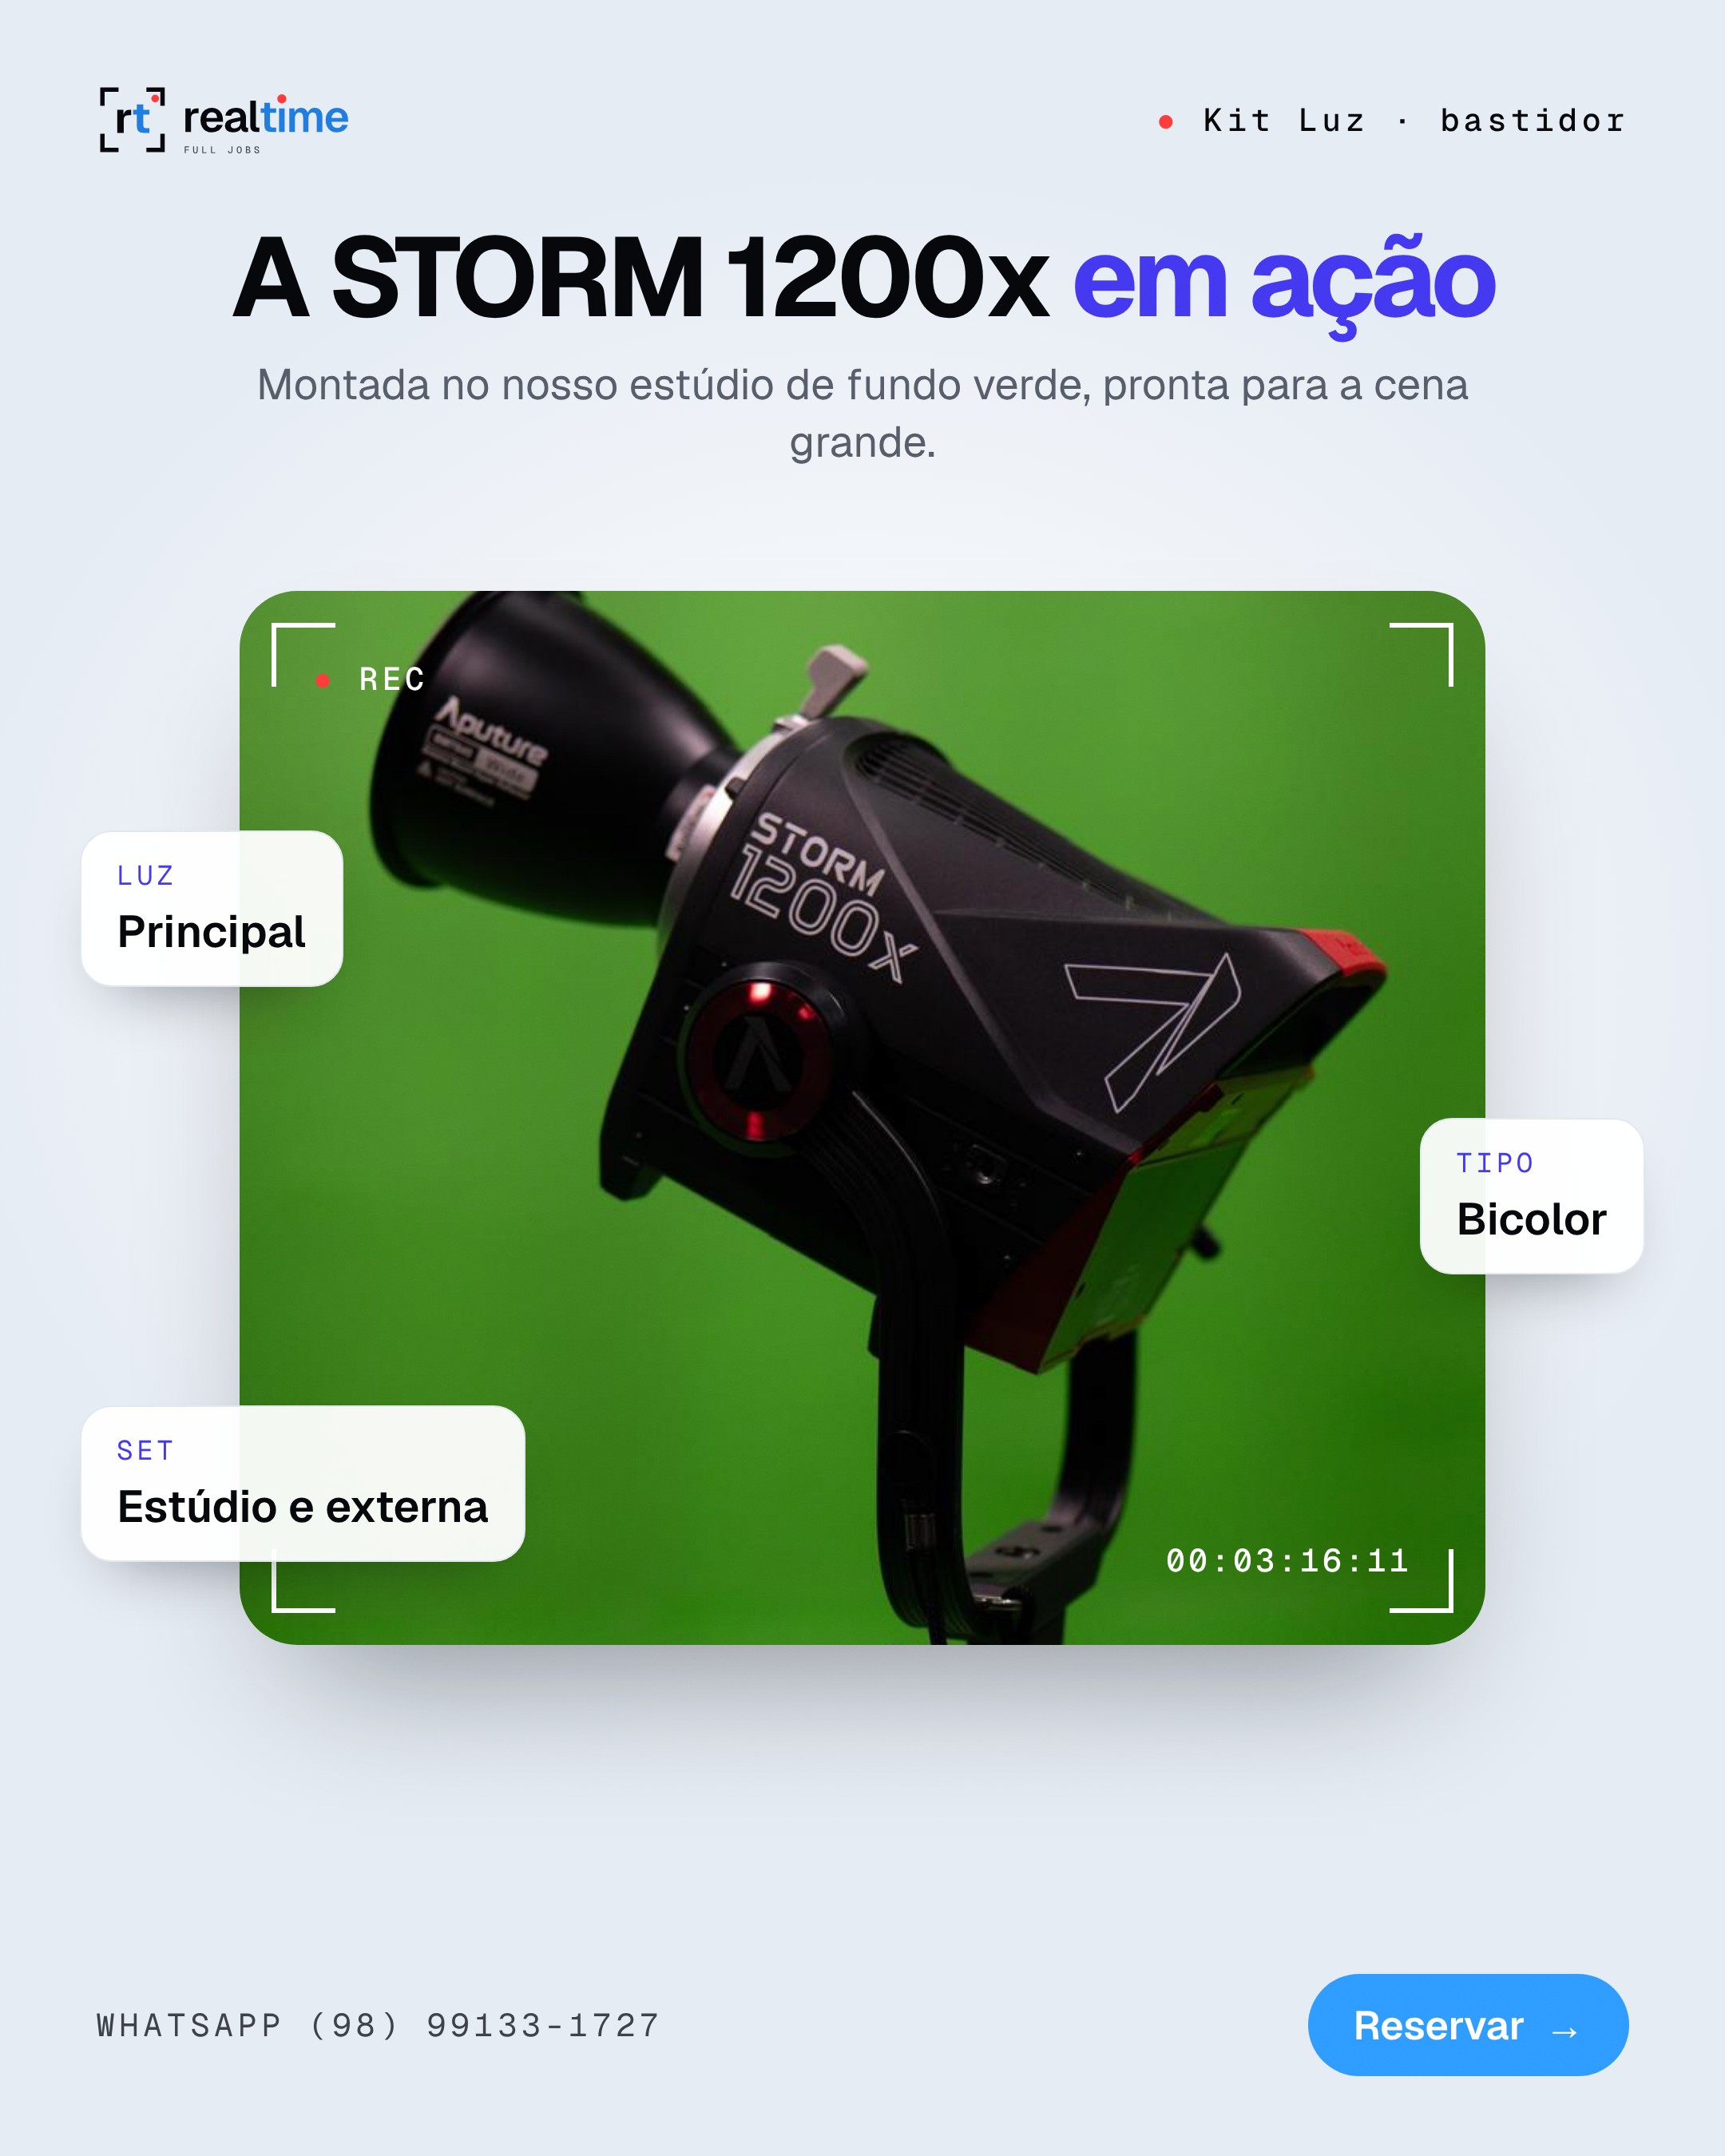 rt realtime
FULL JOBS
Kit Luz · bastidor
A STORM 1200x em ação
Montada no nosso estúdio de fundo verde, pronta para a cena
grande.
REC
Aputure
Wide
STORM
1200x
LUZ
Principal
TIPO
Bicolor
SET
Estúdio e externa
00:03:16:11
WHATSAPP (98) 99133-1727
Reservar →